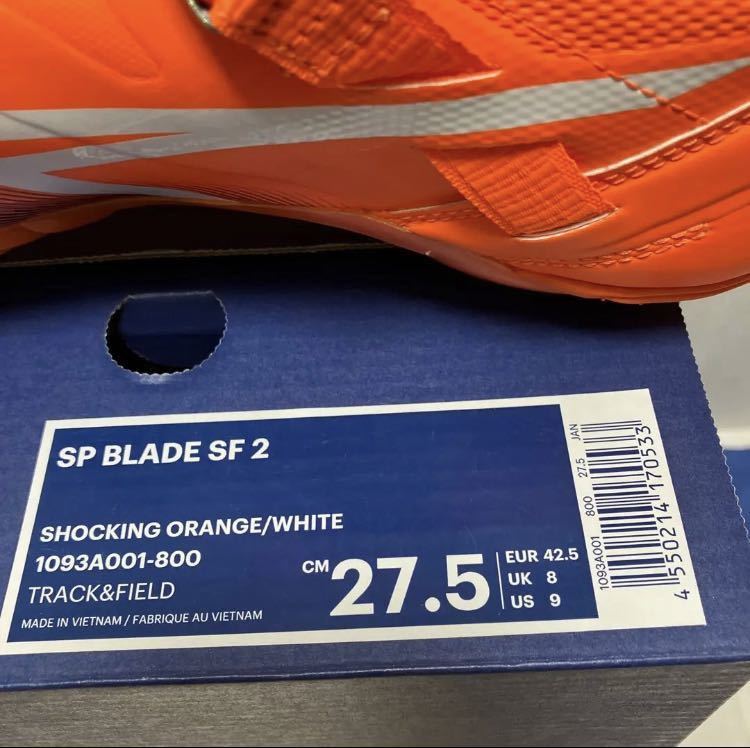 SP BLADE SF 2
SHOCKING ORANGE/WHITE
1093A001-800
TRACK&FIELD
MADE IN VIETNAM / FABRIQUE AU VIETNAM
CM 27.5
EUR 42.5
UK 8
US 9
1093A001 800 27.5 JAN
4 550214 170533